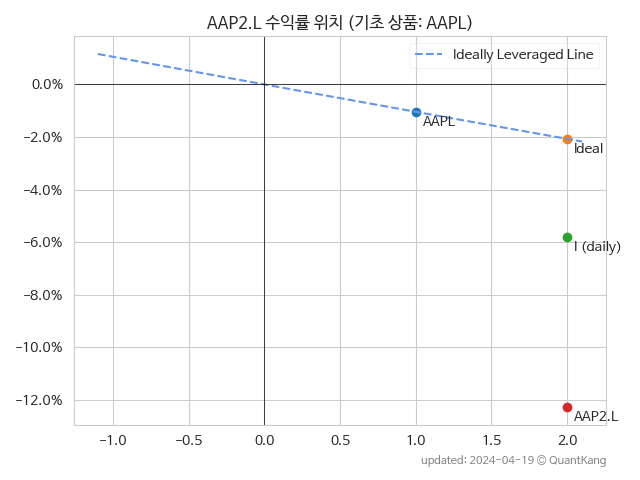 AAP2.L 수익률 위치 (기초 상품: AAPL)
Ideally Leveraged Line
0.0%
−2.0%
−4.0%
−6.0%
−8.0%
−10.0%
−12.0%
AAPL
Ideal
I (daily)
AAP2.L
−1.0 −0.5 0.0 0.5 1.0 1.5 2.0
updated: 2024-04-19 © QuantKang